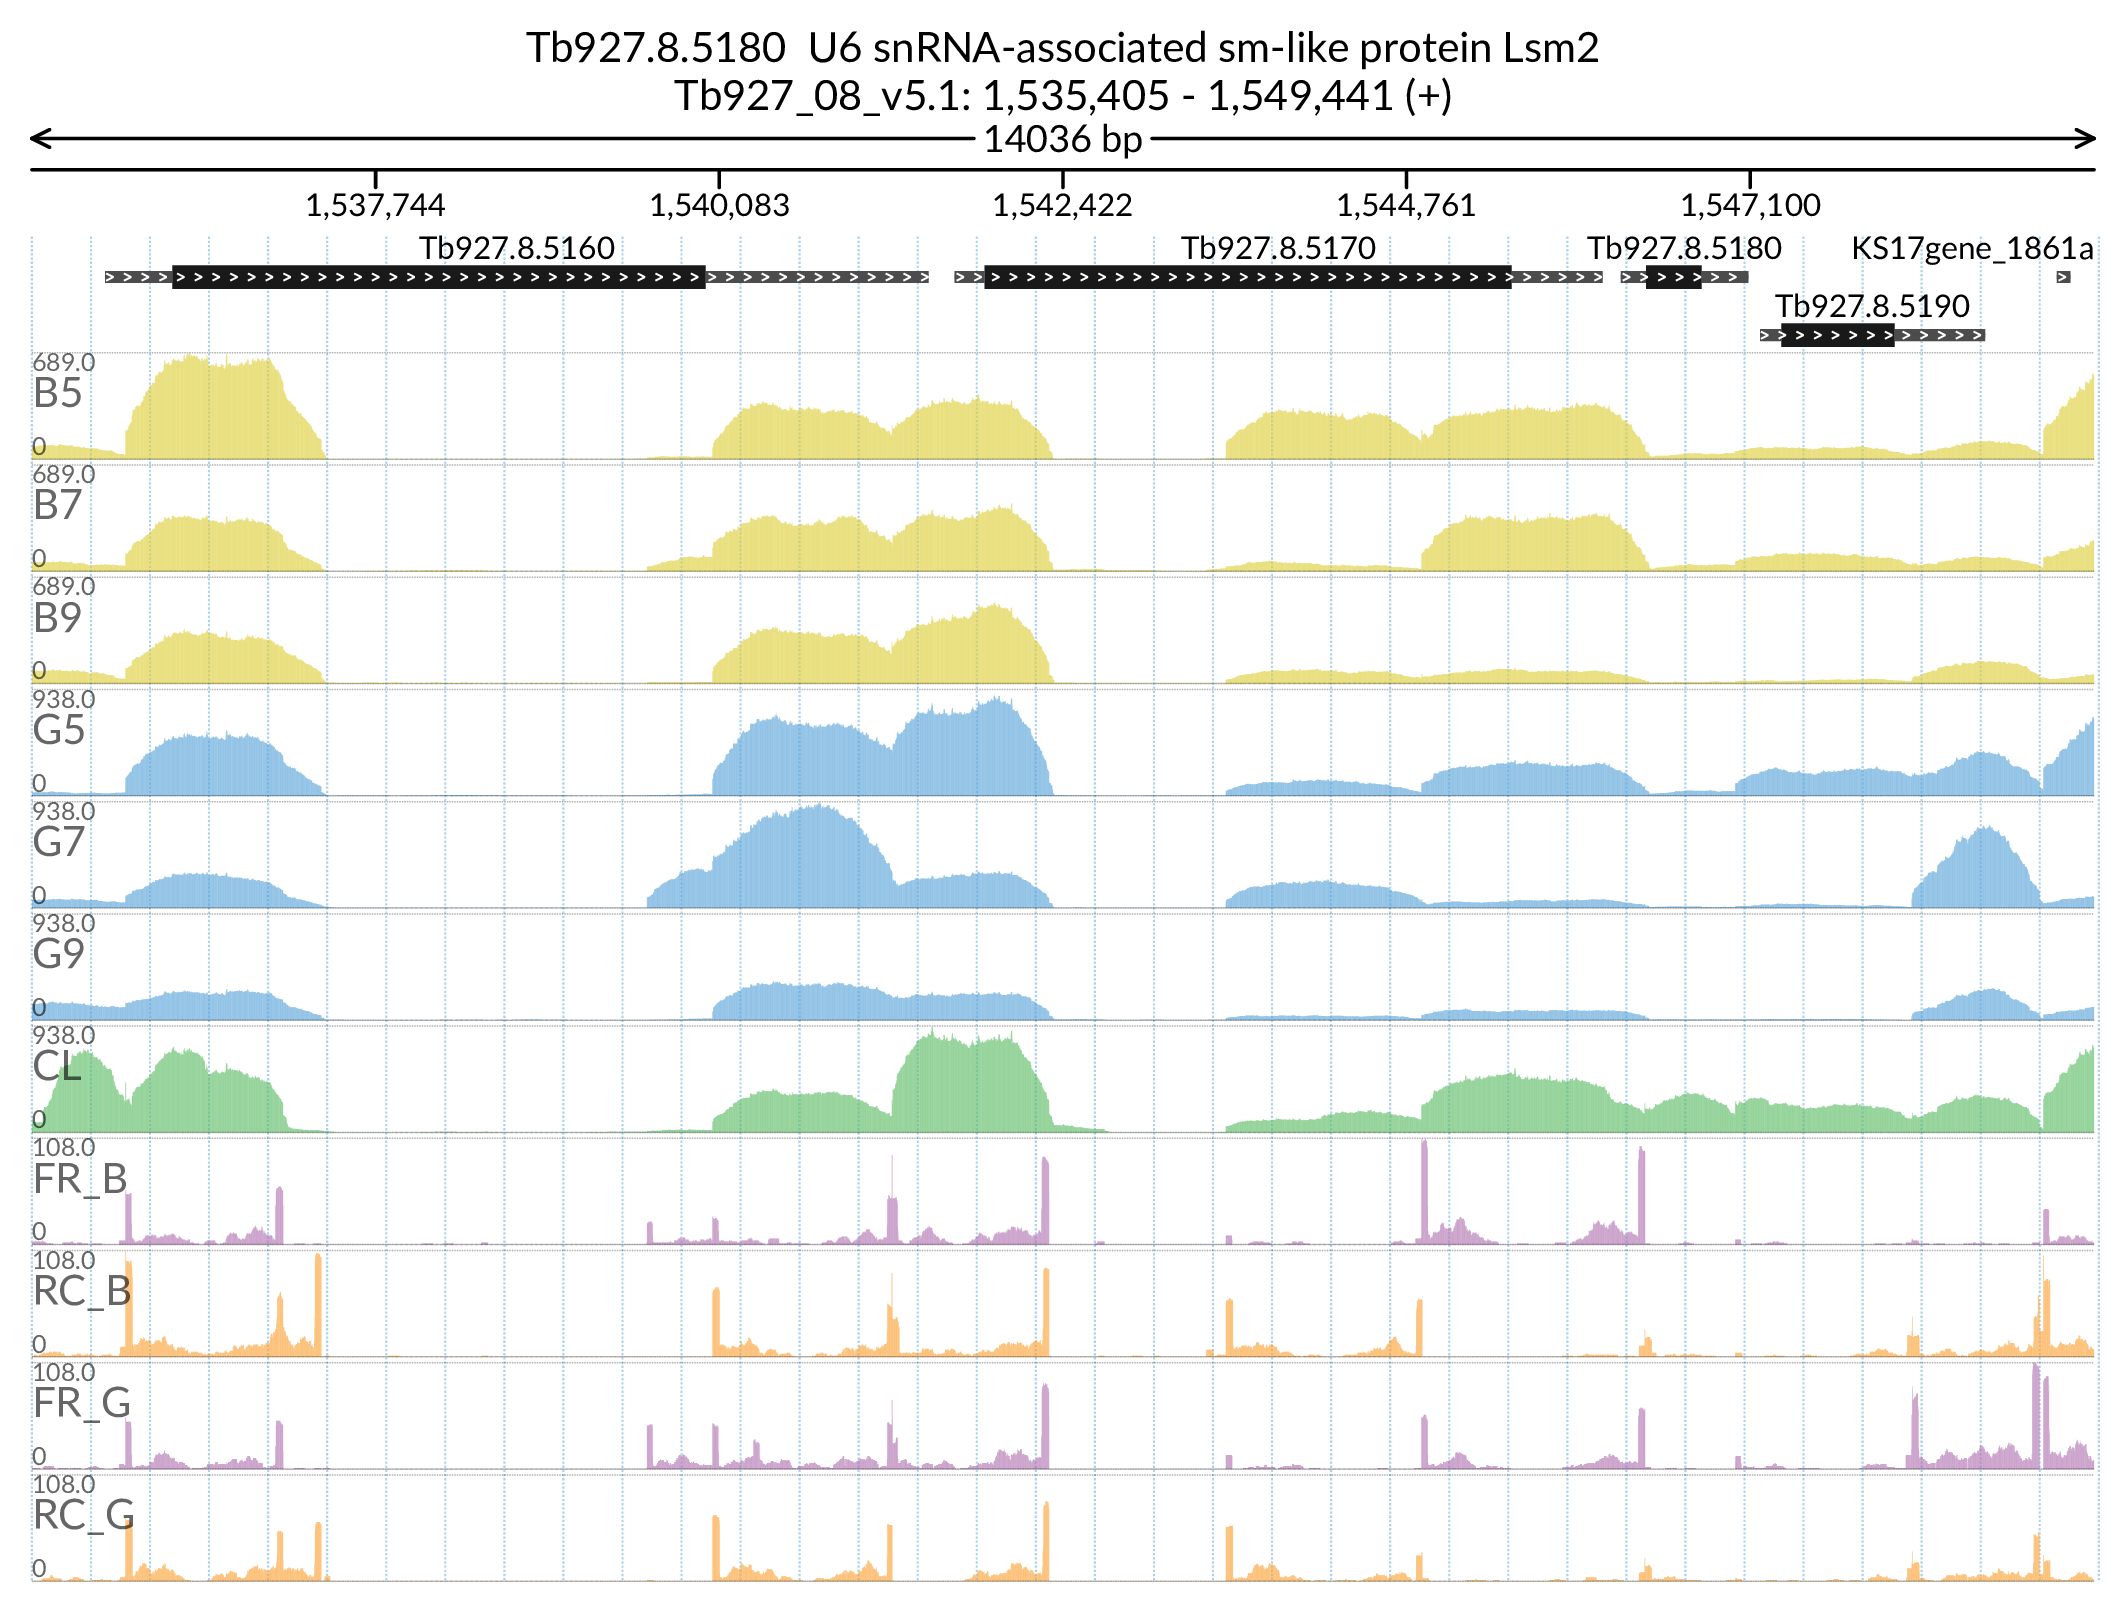 Tb927.8.5180  U6 snRNA-associated sm-like protein Lsm2
Tb927_08_v5.1: 1,535,405 - 1,549,441 (+)
14036 bp
1,537,744 1,540,083 1,542,422 1,544,761 1,547,100
Tb927.8.5160 Tb927.8.5170 Tb927.8.5180 KS17gene_1861a
Tb927.8.5190
689.0
B5
0
689.0
B7
0
689.0
B9
0
938.0
G5
0
938.0
G7
0
938.0
G9
0
938.0
CL
0
108.0
FR_B
0
108.0
RC_B
0
108.0
FR_G
0
108.0
RC_G
0